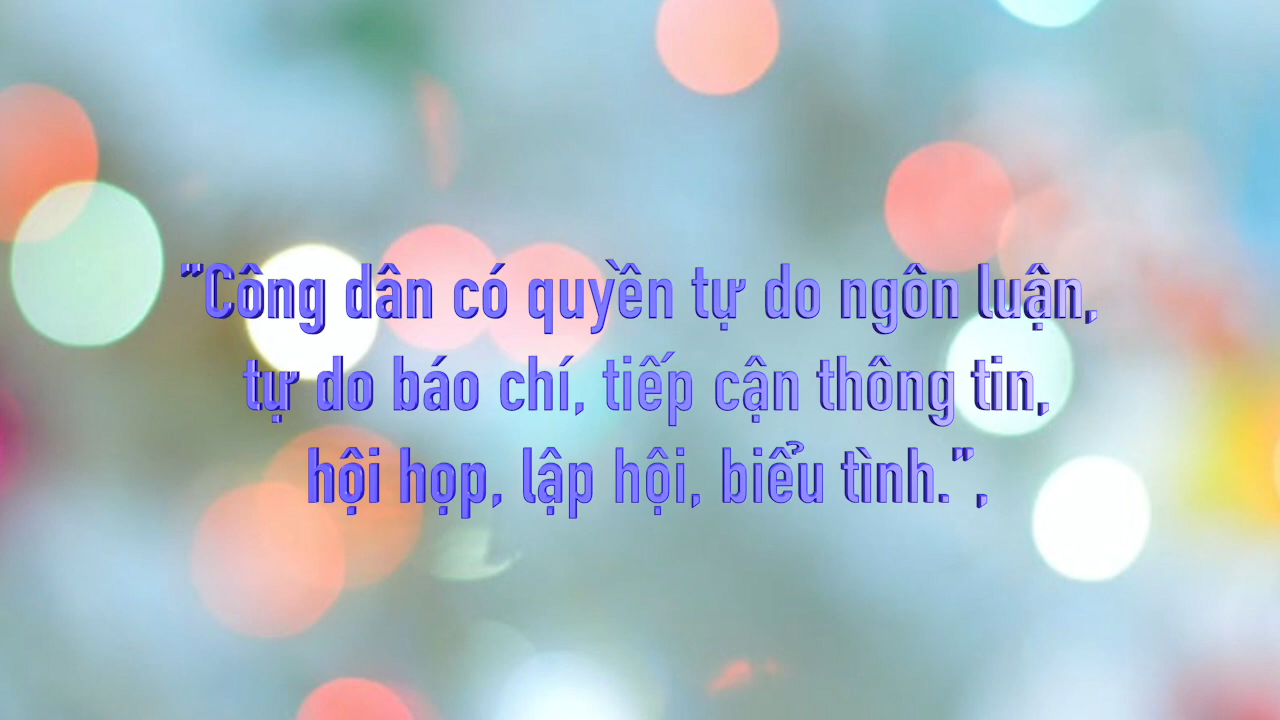 "Công dân có quyền tự do ngôn luận,
tự do báo chí, tiếp cận thông tin,
hội họp, lập hội, biểu tình.",